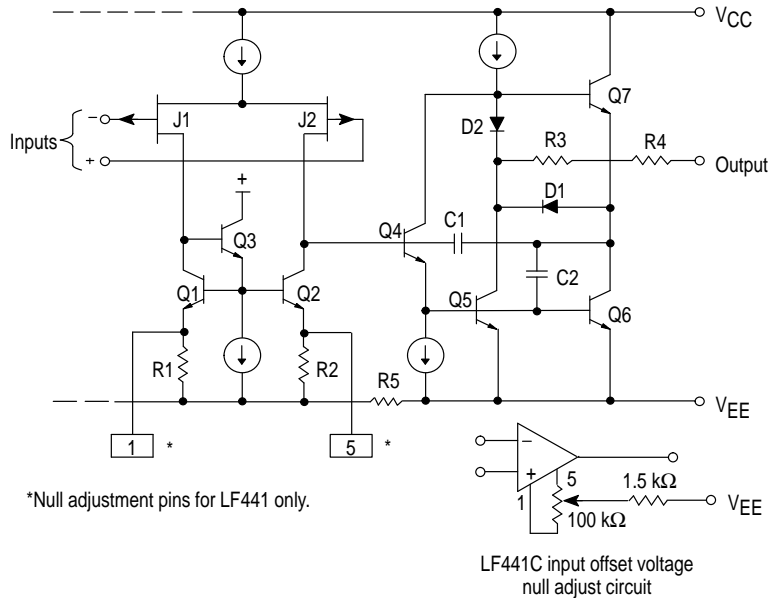 VCC
Q7
J1
J2
D2
Inputs
−
+
R3
R4
Output
+
D1
Q3
Q4
C1
C2
Q1
Q2
Q5
Q6
R1
R2
R5
VEE
1
*
5
*
*Null adjustment pins for LF441 only.
−
+
5
1
1.5 kΩ
100 kΩ
VEE
LF441C input offset voltage
null adjust circuit